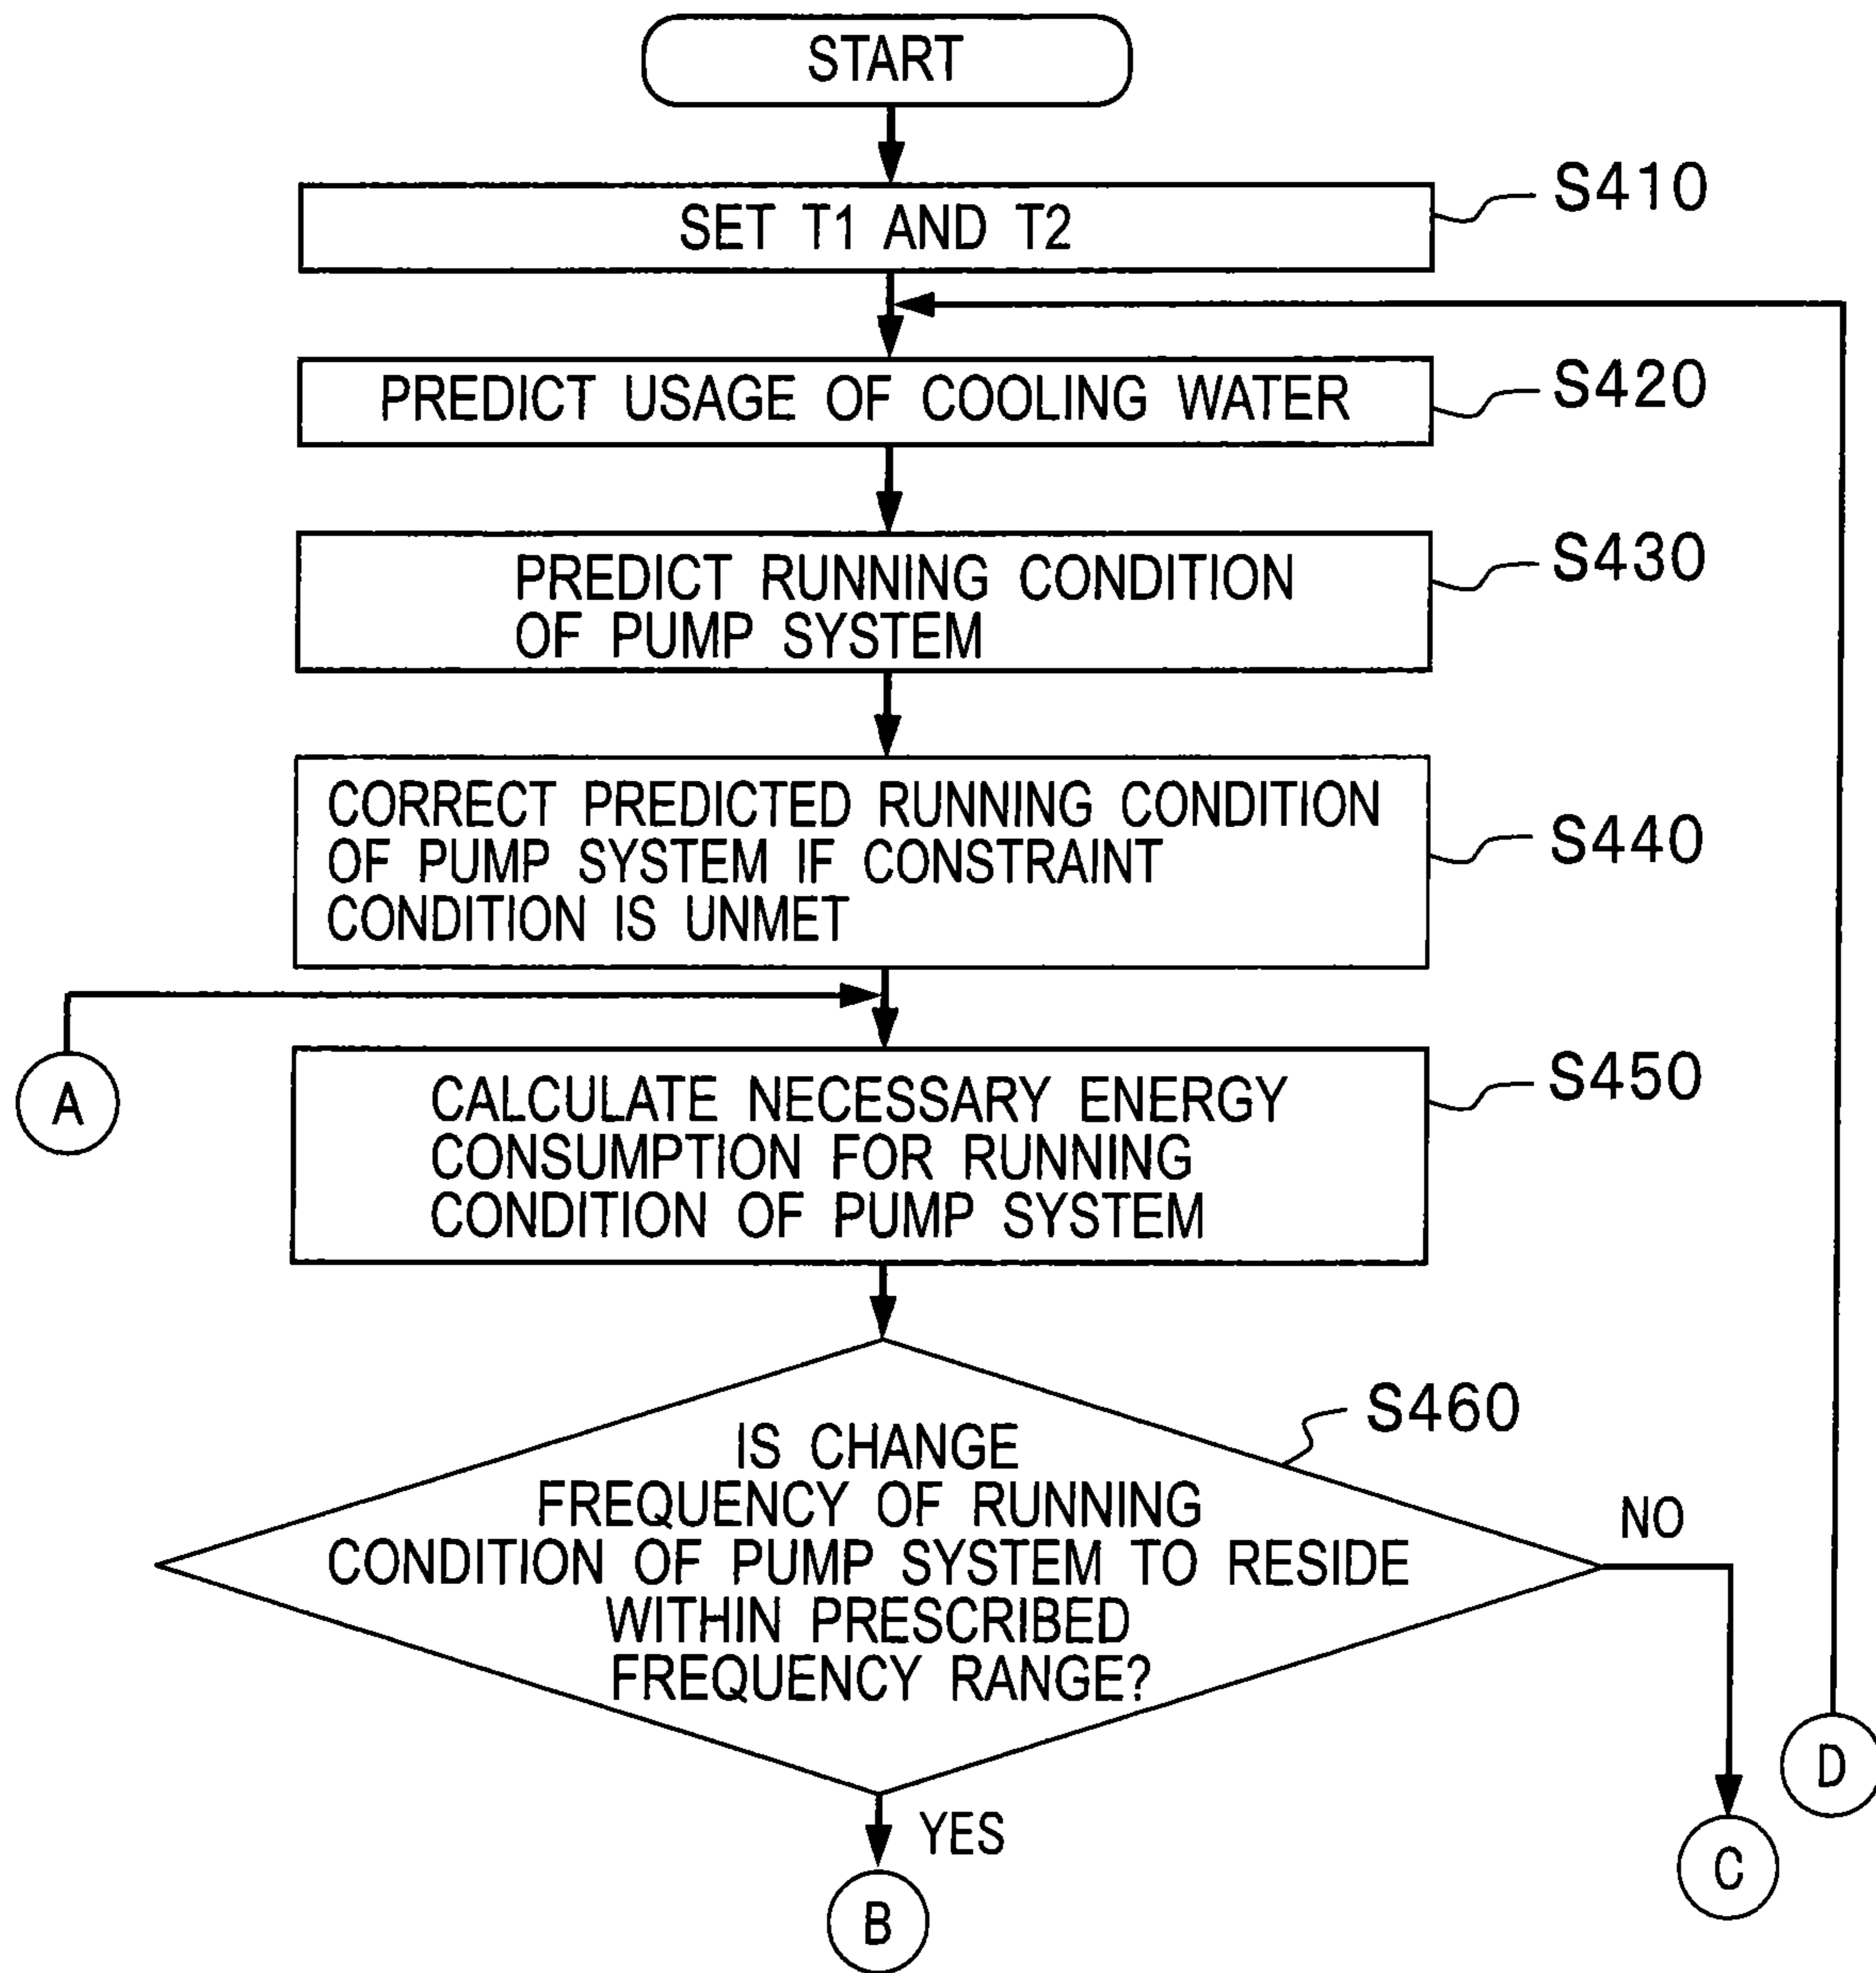 START
SET T1 AND T2
S410
PREDICT USAGE OF COOLING WATER
S420
PREDICT RUNNING CONDITION
OF PUMP SYSTEM
S430
CORRECT PREDICTED RUNNING CONDITION
OF PUMP SYSTEM IF CONSTRAINT
CONDITION IS UNMET
S440
A
CALCULATE NECESSARY ENERGY
CONSUMPTION FOR RUNNING
CONDITION OF PUMP SYSTEM
S450
IS CHANGE
FREQUENCY OF RUNNING
CONDITION OF PUMP SYSTEM TO RESIDE
WITHIN PRESCRIBED
FREQUENCY RANGE?
S460
NO
D
C
YES
B